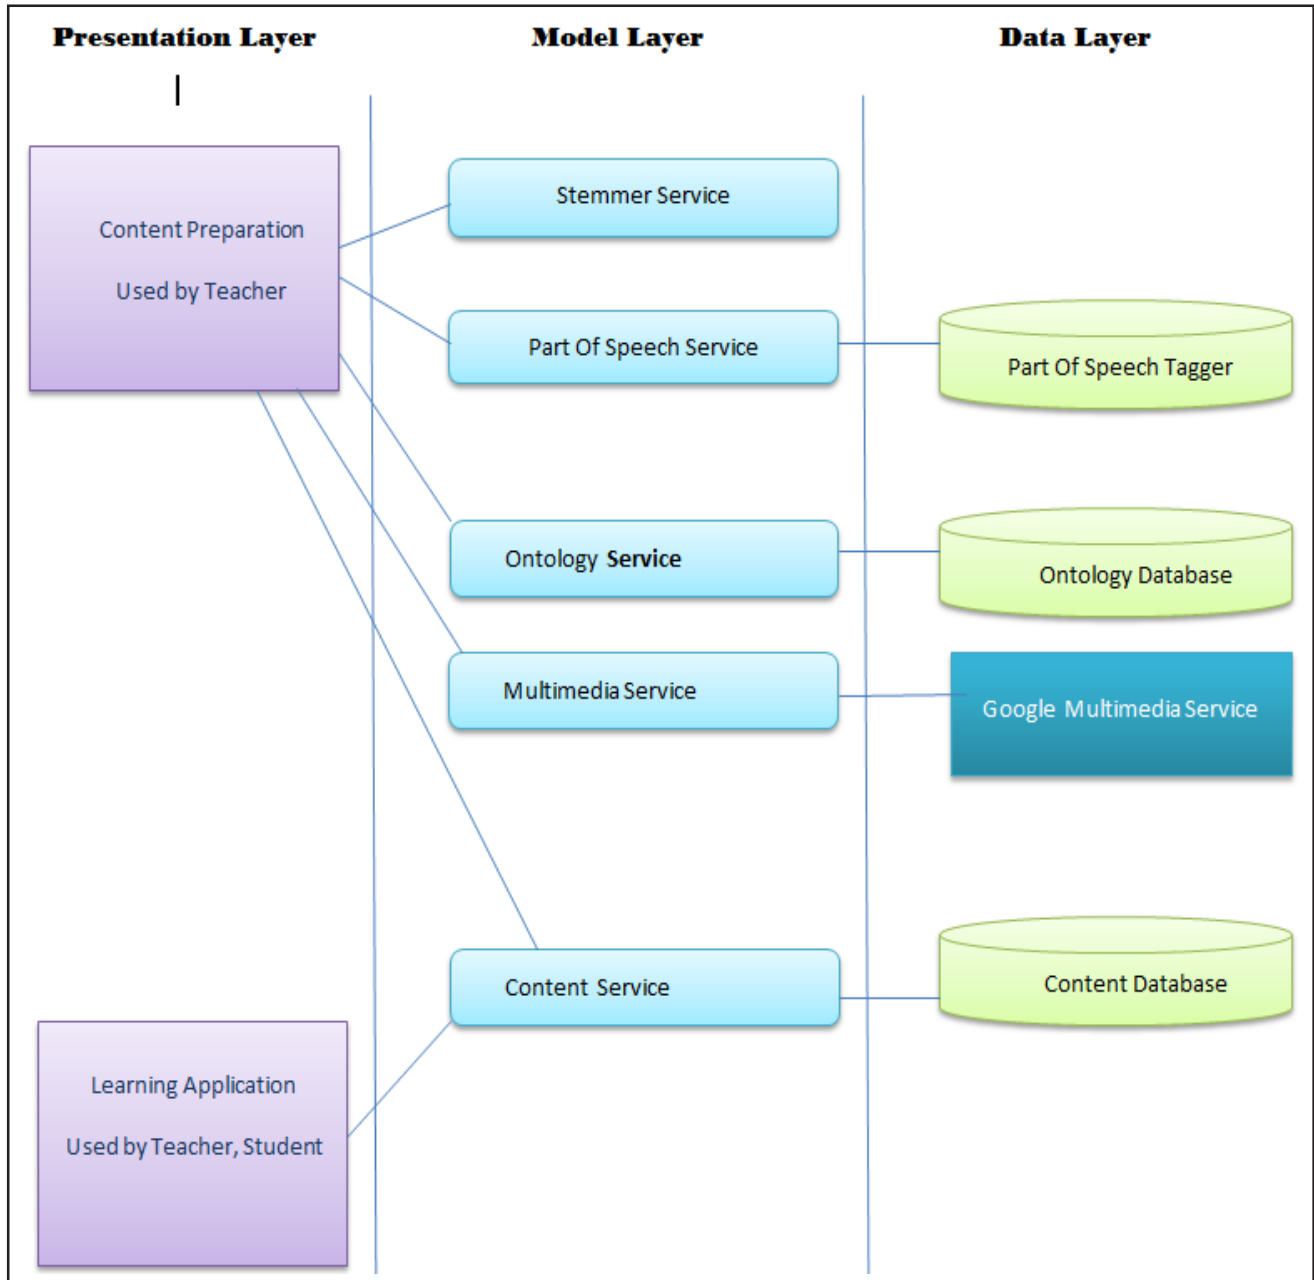 Presentation Layer
Model Layer
Data Layer
Content Preparation
Used by Teacher
Stemmer Service
Part Of Speech Service
Part Of Speech Tagger
Ontology Service
Ontology Database
Multimedia Service
Google Multimedia Service
Content Service
Content Database
Learning Application
Used by Teacher, Student